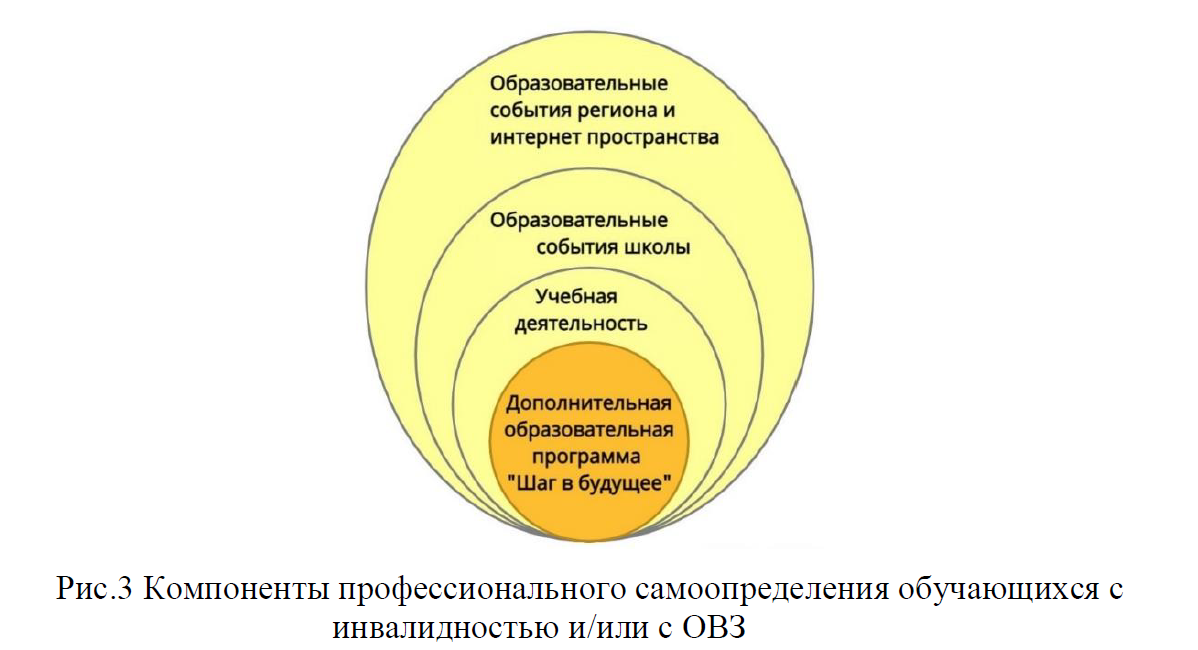 Образовательные
события региона и
интернет пространства
Образовательные
события школы
Учебная
деятельность
Дополнительная
образовательная
программа
"Шаг в будущее"
Рис.3 Компоненты профессионального самоопределения обучающихся с
инвалидностью и/или с ОВЗ